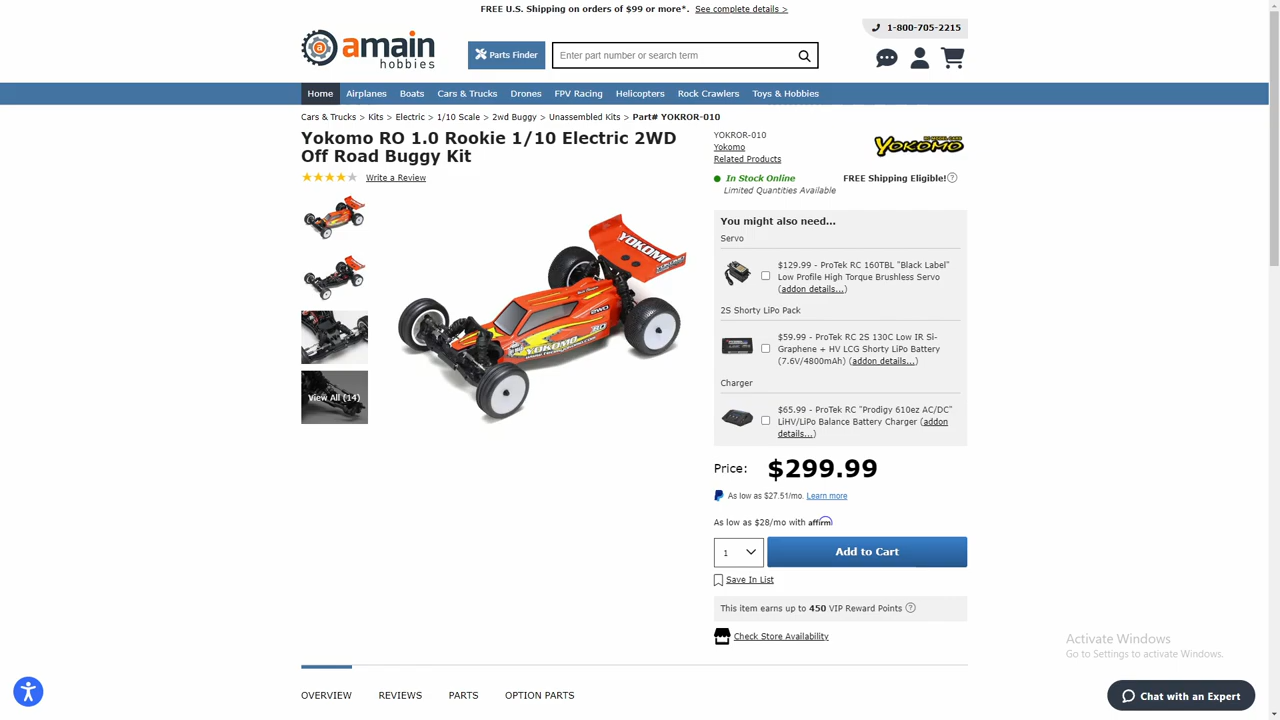 FREE U.S. Shipping on orders of $99 or more*. See complete details >
1-800-705-2215
amain
hobbies
Parts Finder
Enter part number or search term
Home Airplanes Boats Cars & Trucks Drones FPV Racing Helicopters Rock Crawlers Toys & Hobbies
Cars & Trucks > Kits > Electric > 1/10 Scale > 2wd Buggy > Unassembled Kits > Part# YOKROR-010
Yokomo RO 1.0 Rookie 1/10 Electric 2WD
Off Road Buggy Kit
Write a Review
View All (14)
YOKOMO
2WD
YOKOMO
RO
YOKROR-010
Yokomo
Related Products
YOKOMO
In Stock Online
Limited Quantities Available
FREE Shipping Eligible!
You might also need...
Servo
$129.99 - ProTek RC 160TBL "Black Label"
Low Profile High Torque Brushless Servo
(addon details...)
2S Shorty LiPo Pack
$59.99 - ProTek RC 2S 130C Low IR Si-
Graphene + HV LCG Shorty LiPo Battery
(7.6V/4800mAh) (addon details...)
Charger
$65.99 - ProTek RC "Prodigy 610ez AC/DC"
LiHV/LiPo Balance Battery Charger (addon
details...)
Price: $299.99
As low as $27.51/mo. Learn more
As low as $28/mo with affirm
1
Add to Cart
Save In List
This item earns up to 450 VIP Reward Points
Check Store Availability
Activate Windows
Go to Settings to activate Windows.
OVERVIEW REVIEWS PARTS OPTION PARTS
Chat with an Expert